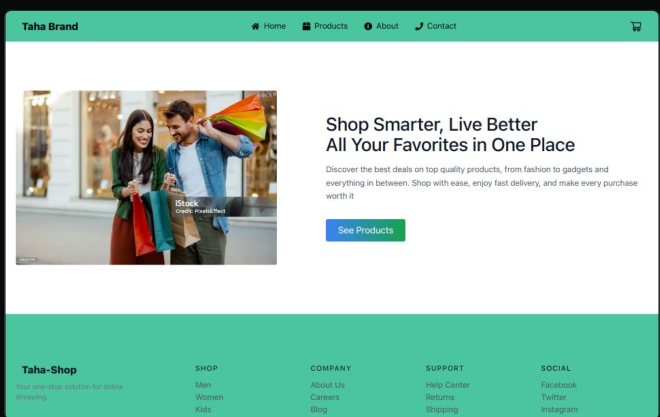 Taha Brand
Home
Products
About
Contact
Shop Smarter, Live Better
All Your Favorites in One Place
Discover the best deals on top quality products, from fashion to gadgets and
everything in between. Shop with ease, enjoy fast delivery, and make every purchase
worth it
iStock
Credit: PixelsEffect
See Products
Taha-Shop
Your one-stop solution for online
shopping.
SHOP
Men
Women
Kids
COMPANY
About Us
Careers
Blog
SUPPORT
Help Center
Returns
Shipping
SOCIAL
Facebook
Twitter
Instagram